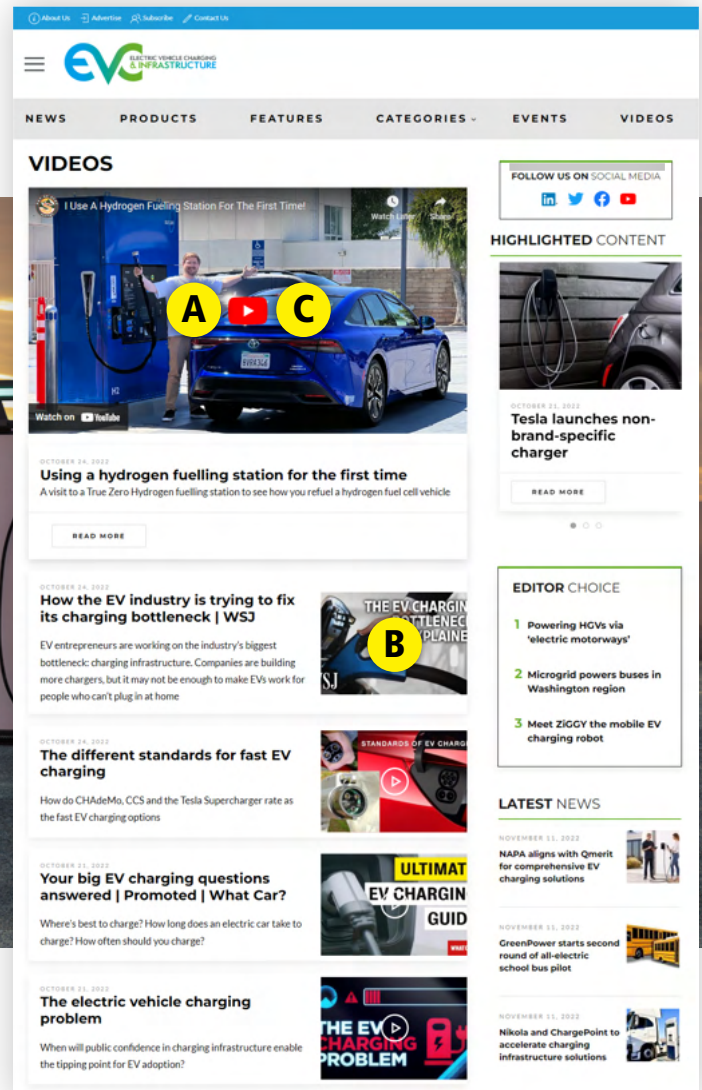 About Us Advertise Subscribe Contact Us
EVC ELECTRIC VEHICLE CHARGING
& INFRASTRUCTURE
NEWS PRODUCTS FEATURES CATEGORIES EVENTS VIDEOS
VIDEOS
I Use A Hydrogen Fueling Station For The First Time!
Watch Later Share
A C
Watch on YouTube
OCTOBER 24, 2022
Using a hydrogen fuelling station for the first time
A visit to a True Zero Hydrogen fuelling station to see how you refuel a hydrogen fuel cell vehicle
READ MORE
OCTOBER 24, 2022
How the EV industry is trying to fix
its charging bottleneck | WSJ
EV entrepreneurs are working on the industry's biggest
bottleneck: charging infrastructure. Companies are building
more chargers, but it may not be enough to make EVs work for
people who can't plug in at home
THE EV CHARGIN
B
SJ
OCTOBER 24, 2022
The different standards for fast EV
charging
How do CHAdeMo, CCS and the Tesla Supercharger rate as
the fast EV charging options
STANDARDS OF EV CHARG
OCTOBER 21, 2022
Your big EV charging questions
answered | Promoted | What Car?
Where's best to charge? How long does an electric car take to
charge? How often should you charge?
ULTIMAT
EV CHARGIN
GUID
OCTOBER 21, 2022
The electric vehicle charging
problem
When will public confidence in charging infrastructure enable
the tipping point for EV adoption?
THE EV
CHARGING
PROBLEM
FOLLOW US ON SOCIAL MEDIA
HIGHLIGHTED CONTENT
OCTOBER 21, 2022
Tesla launches non-
brand-specific
charger
READ MORE
EDITOR CHOICE
1 Powering HGVs via
'electric motorways'
2 Microgrid powers buses in
Washington region
3 Meet ZiGGY the mobile EV
charging robot
LATEST NEWS
NOVEMBER 11, 2022
NAPA aligns with Qmerit
for comprehensive EV
charging solutions
NOVEMBER 11, 2022
GreenPower starts second
round of all-electric
school bus pilot
NOVEMBER 11, 2022
Nikola and ChargePoint to
accelerate charging
infrastructure solutions